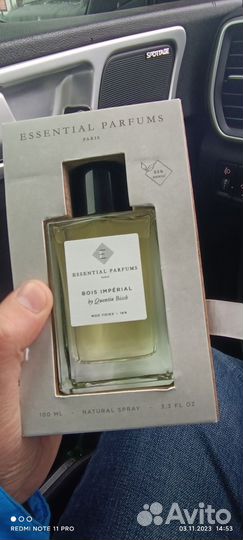 SPORTAGE
ESSENTIAL PARFUMS
PARIS
ESSENTIAL PARFUMS
PARIS
BOIS IMPÉRIAL
by Quentin Bisch
100 ML - NATURAL SPRAY - 3.3 FL OZ
REDMI NOTE 11 PRO
03.11.2023 14:53
Avito